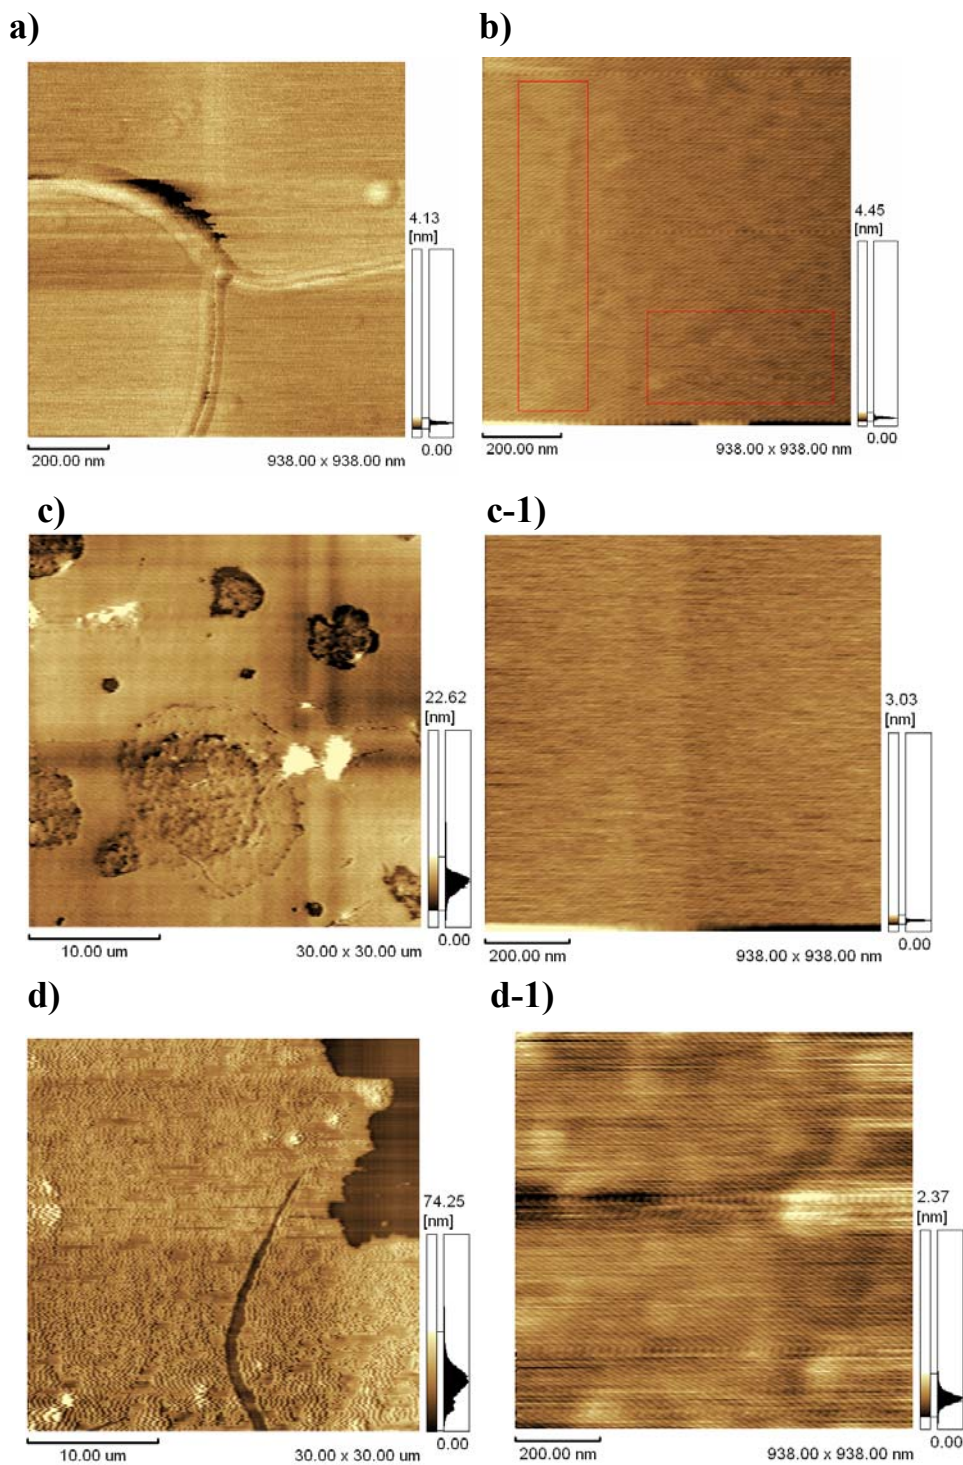 a)
b)
4.13
[nm]
0.00
200.00 nm
938.00 x 938.00 nm
4.45
[nm]
0.00
200.00 nm
938.00 x 938.00 nm
c)
c-1)
22.62
[nm]
0.00
10.00 um
30.00 x 30.00 um
3.03
[nm]
0.00
200.00 nm
938.00 x 938.00 nm
d)
d-1)
74.25
[nm]
0.00
10.00 um
30.00 x 30.00 um
2.37
[nm]
0.00
200.00 nm
938.00 x 938.00 nm